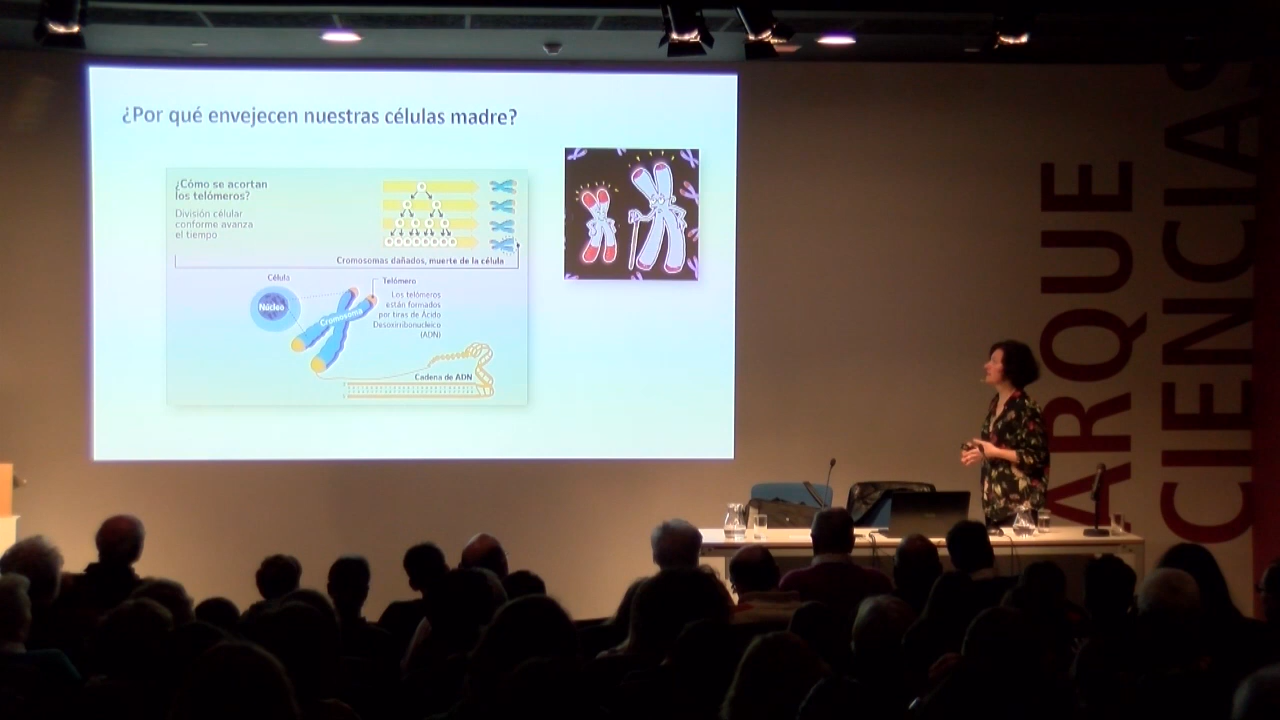 ¿Por qué envejecen nuestras células madre?
¿Cómo se acortan
los telómeros?
División célular
conforme avanza
el tiempo
Cromosomas dañados, muerte de la célula
Célula
Núcleo
Cromosoma
Telómero
Los telómeros
están formados
por tiras de Ácido
Desoxirribonucleico
(ADN)
Cadena de ADN
ARQUE
CIENCIAS